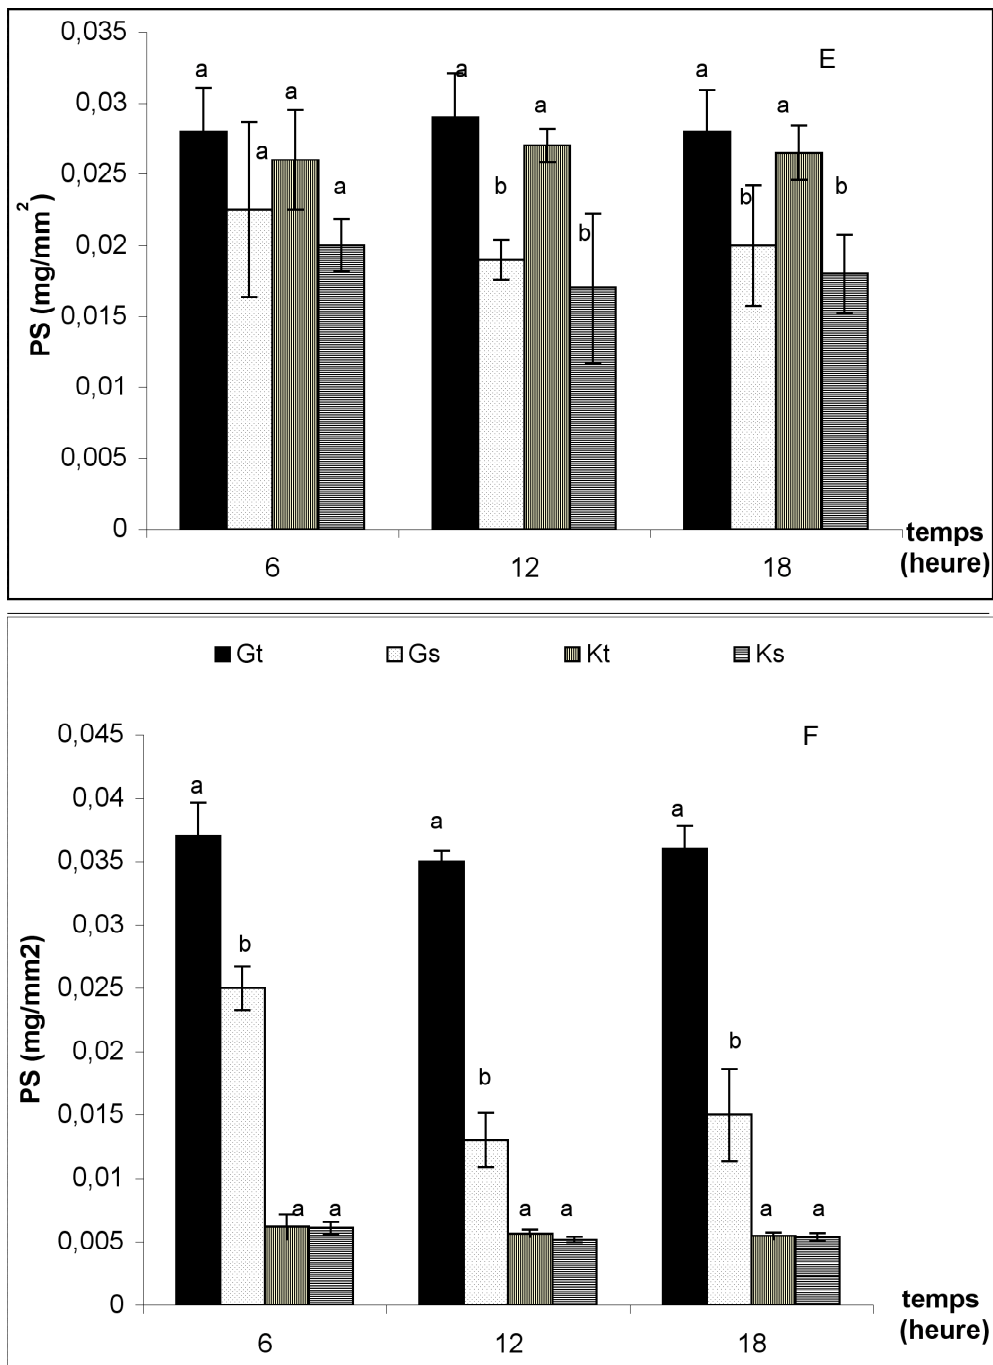 0,035
0,03
0,025
0,02
0,015
0,01
0,005
0
PS (mg/mm²)
E
a a a a
a b a b
a b a b
6 12 18
temps
(heure)
Gt Gs Kt Ks
F
0,045
0,04
0,035
0,03
0,025
0,02
0,015
0,01
0,005
0
PS (mg/mm2)
a b a a
a b a a
a b a a
6 12 18
temps
(heure)